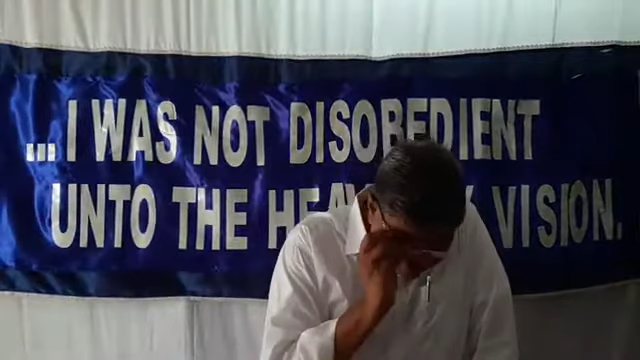 ... I WAS NOT DISOBEDIENT
UNTO THE VISION.